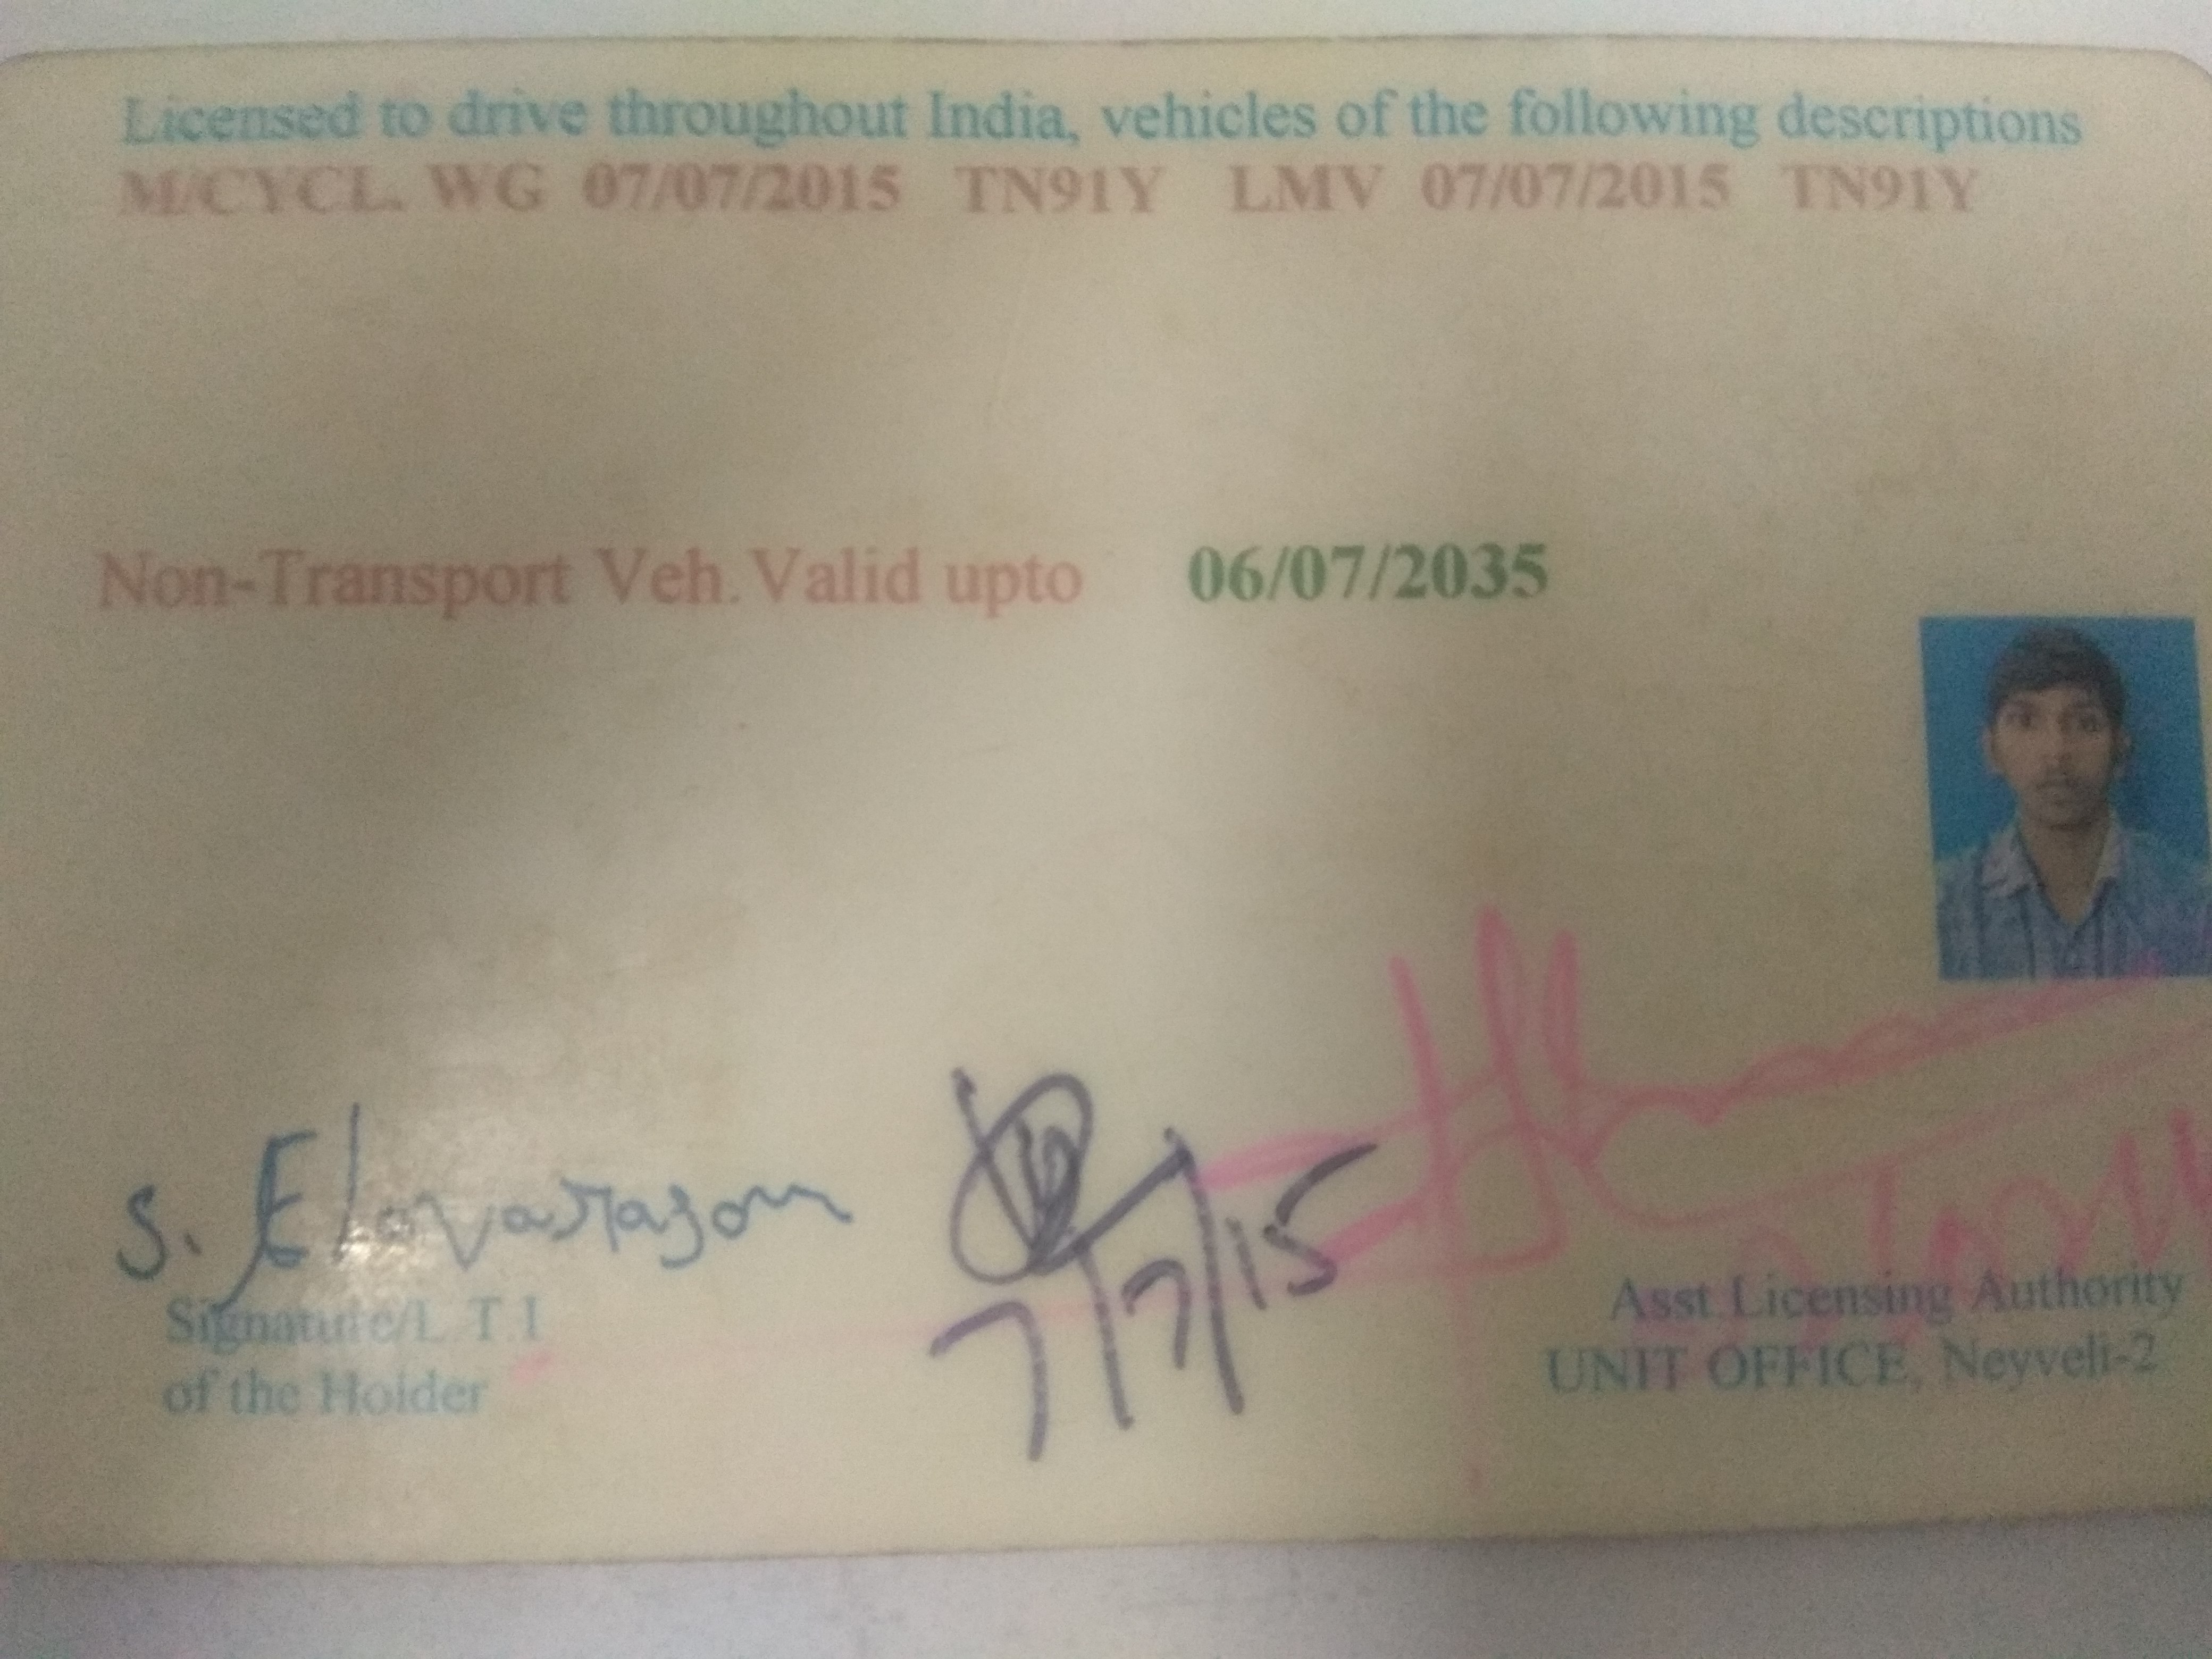 Licensed to drive throughout India, vehicles of the following descriptions
M/CYCL. WG 07/07/2015 TN91Y LMV 07/07/2015 TN91Y
Non-Transport Veh.Valid upto 06/07/2035
S. Elavarasan
7/7/15
Signature/L.T.I
of the Holder
Asst Licensing Authority
UNIT OFFICE, Neyveli-2